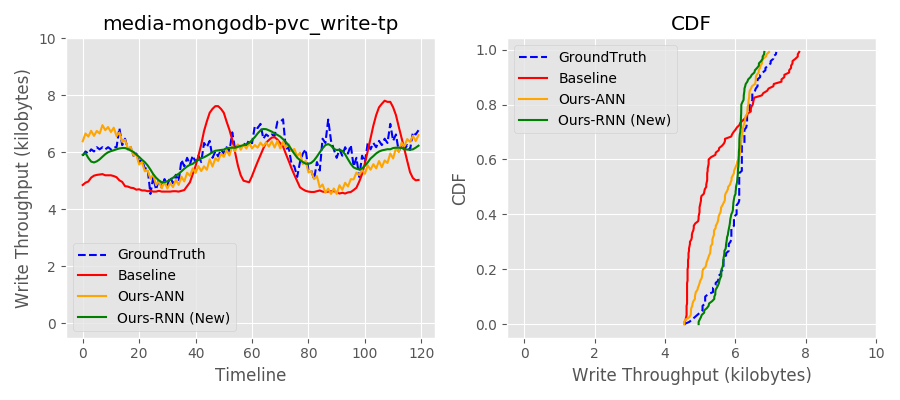 media-mongodb-pvc_write-tp
Write Throughput (kilobytes)
10
8
6
4
2
0
GroundTruth
Baseline
Ours-ANN
Ours-RNN (New)
0 20 40 60 80 100 120
Timeline
CDF
CDF
1.0
0.8
0.6
0.4
0.2
0.0
GroundTruth
Baseline
Ours-ANN
Ours-RNN (New)
0 2 4 6 8 10
Write Throughput (kilobytes)